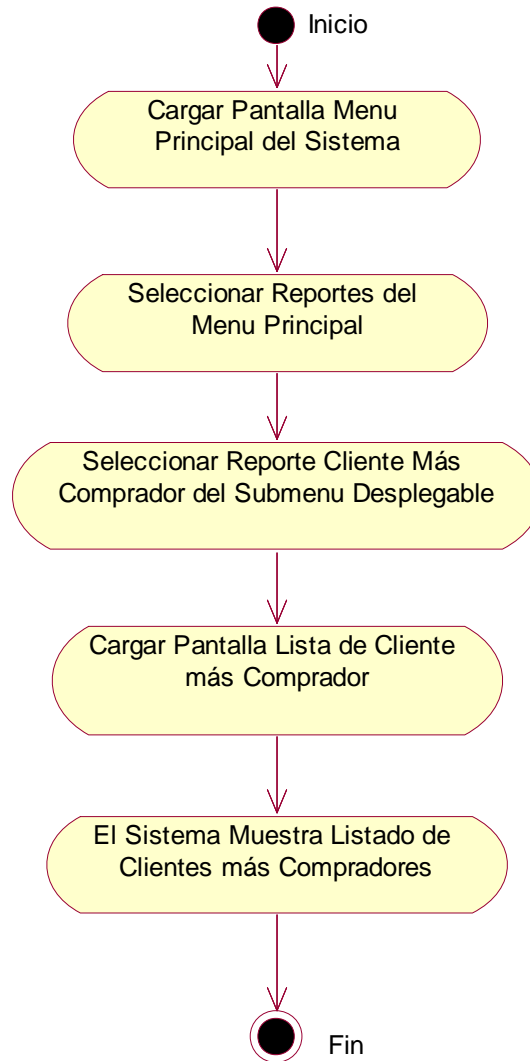 Inicio
Cargar Pantalla Menu
Principal del Sistema
Seleccionar Reportes del
Menu Principal
Seleccionar Reporte Cliente Más
Comprador del Submenu Desplegable
Cargar Pantalla Lista de Cliente
más Comprador
El Sistema Muestra Listado de
Clientes más Compradores
Fin